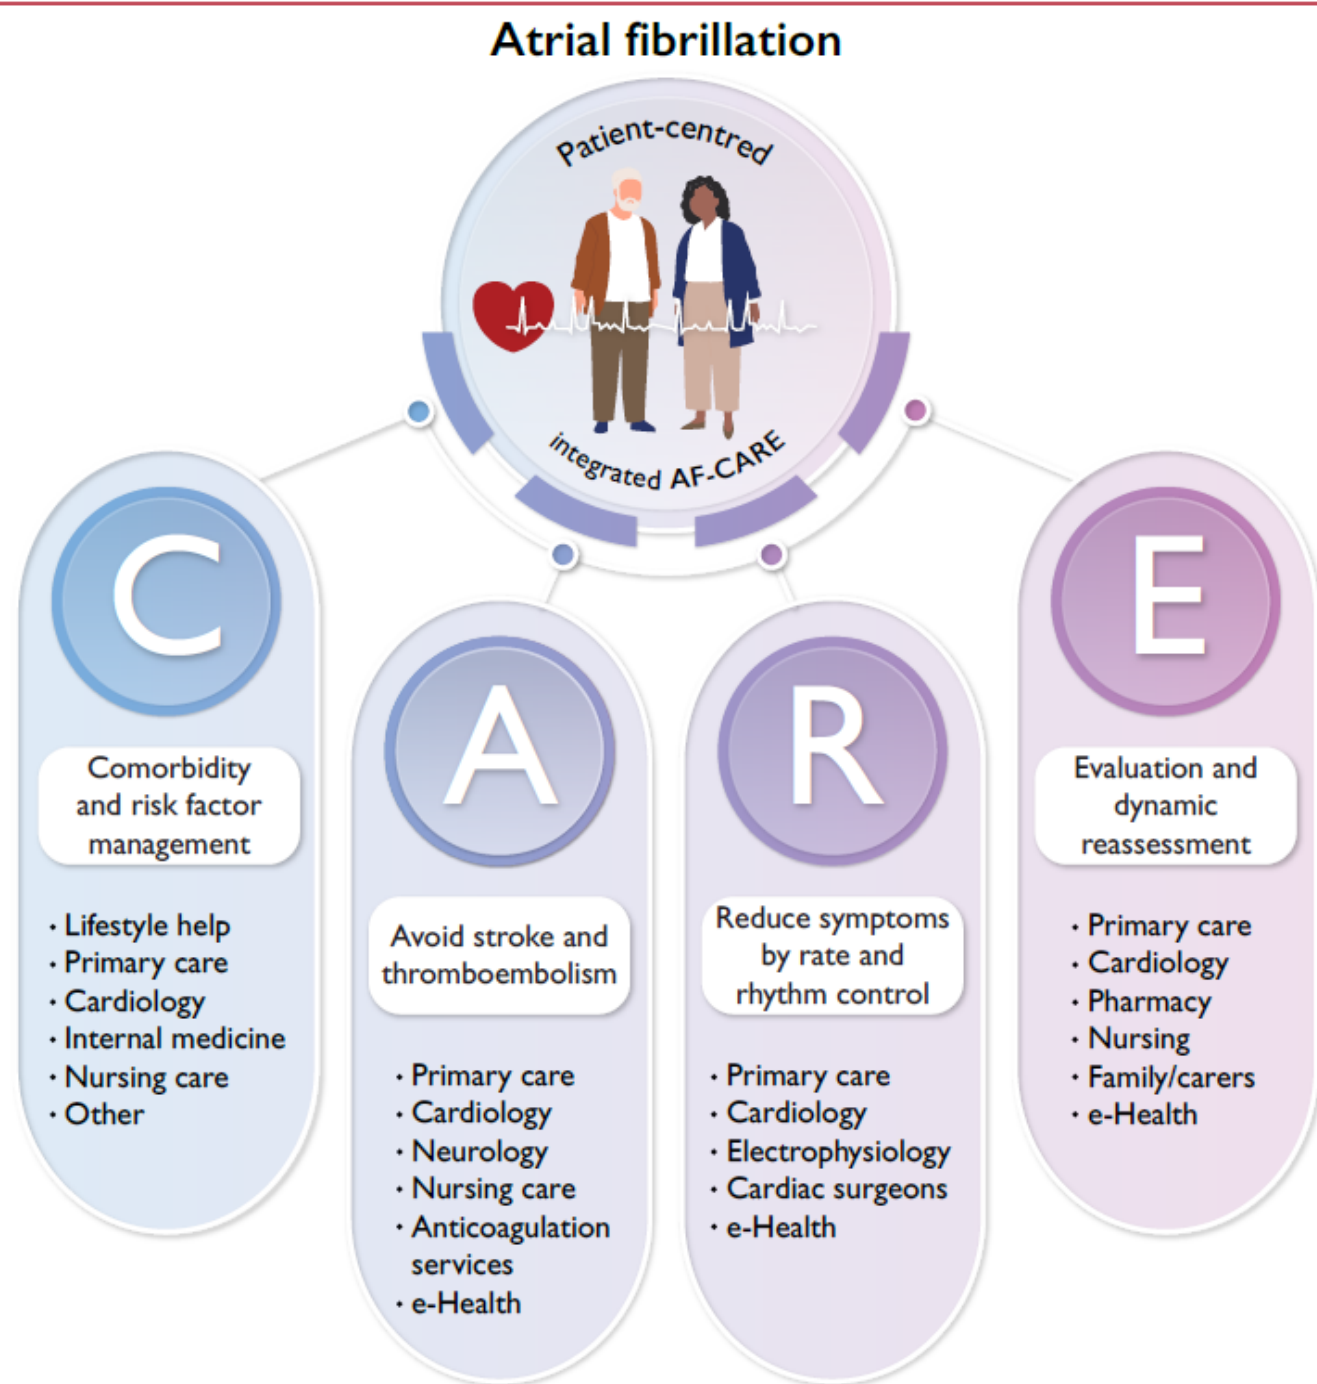 Atrial fibrillation
Patient-centred
integrated AF-CARE
C
Comorbidity
and risk factor
management
· Lifestyle help
· Primary care
· Cardiology
· Internal medicine
· Nursing care
· Other
A
Avoid stroke and
thromboembolism
· Primary care
· Cardiology
· Neurology
· Nursing care
· Anticoagulation
services
· e-Health
R
Reduce symptoms
by rate and
rhythm control
· Primary care
· Cardiology
· Electrophysiology
· Cardiac surgeons
· e-Health
E
Evaluation and
dynamic
reassessment
· Primary care
· Cardiology
· Pharmacy
· Nursing
· Family/carers
· e-Health